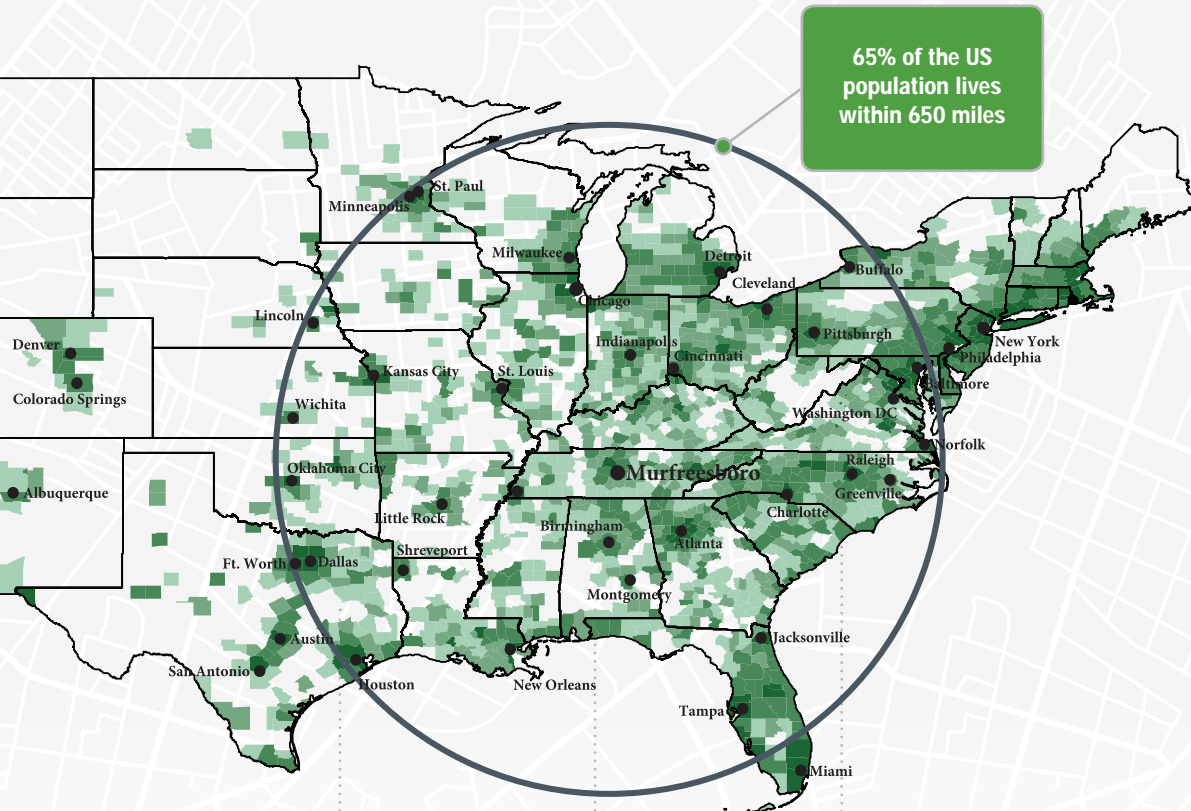 65% of the US
population lives
within 650 miles
St. Paul
Minneapolis
Milwaukee
Detroit
Buffalo
Cleveland
Chicago
Lincoln
Pittsburgh
New York
Denver
Indianapolis
Cincinnati
Philadelphia
Kansas City
St. Louis
Baltimore
Colorado Springs
Wichita
Washington DC
Norfolk
Oklahoma City
Murfreesboro
Raleigh
Albuquerque
Greenville
Little Rock
Charlotte
Birmingham
Atlanta
Shreveport
Ft. Worth
Dallas
Montgomery
Austin
Jacksonville
San Antonio
Houston
New Orleans
Tampa
Miami